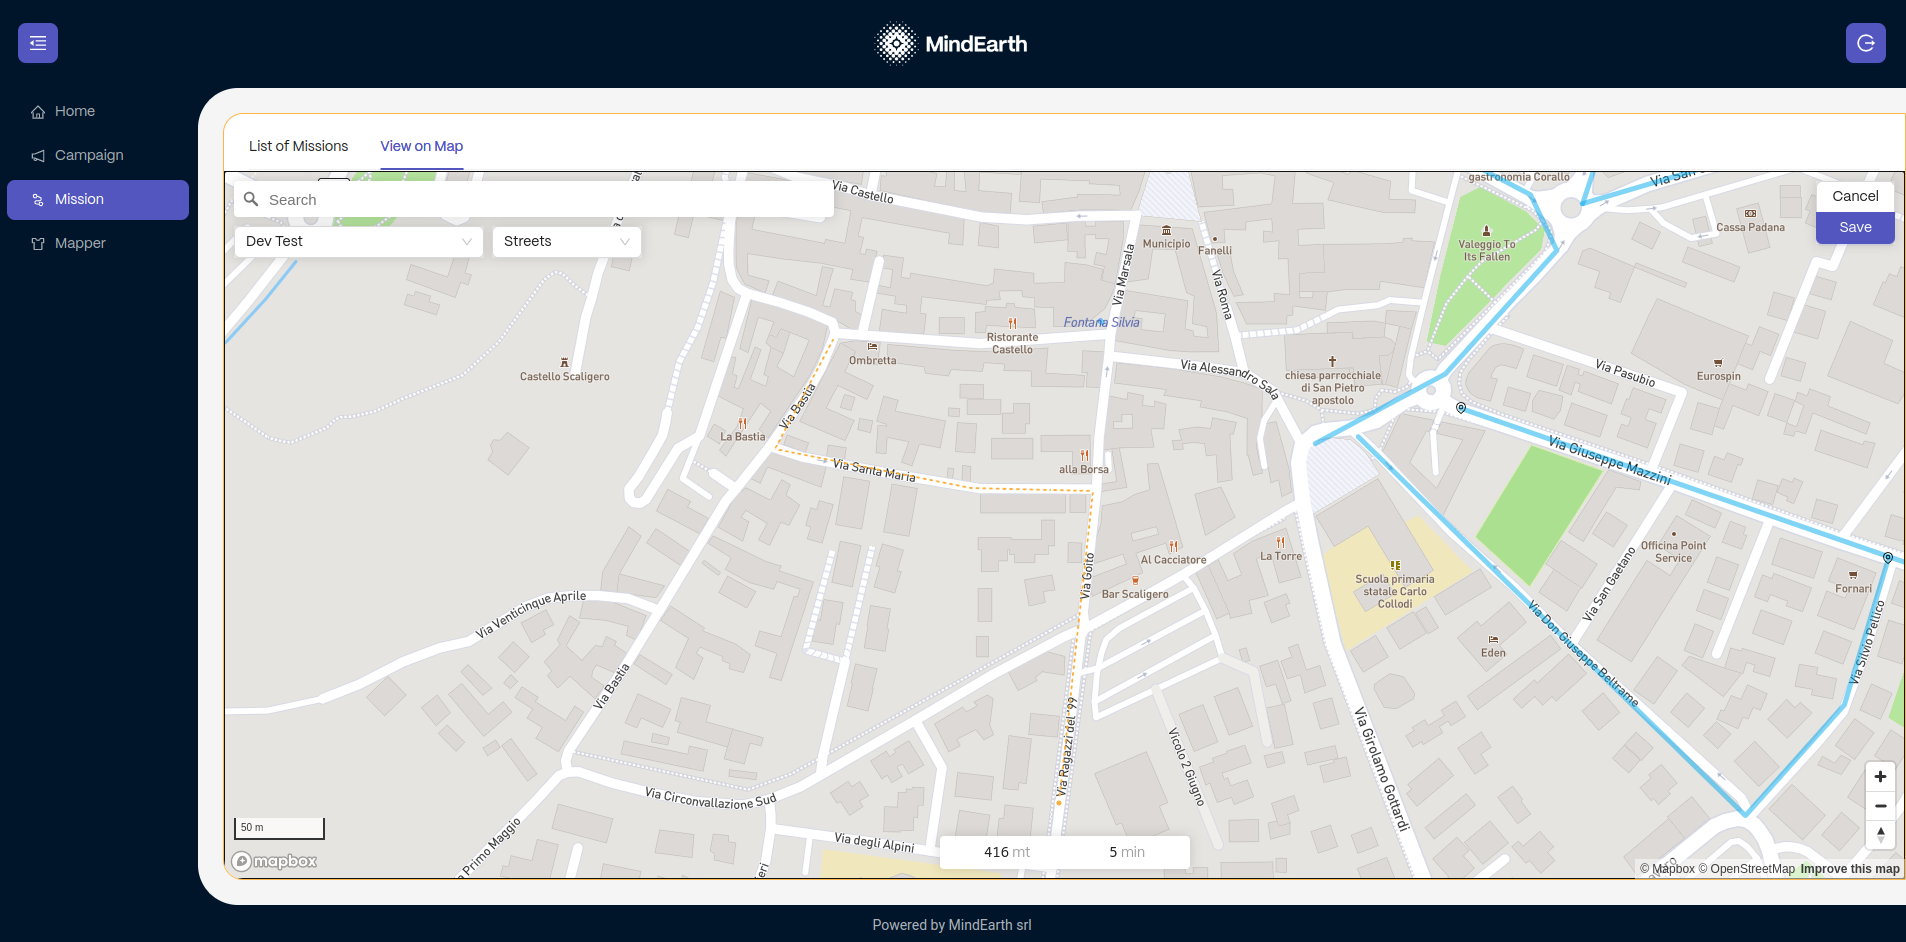 MindEarth
Home
Campaign
Mission
Mapper
List of Missions
View on Map
Search
Dev Test
Streets
Cancel
Save
Via Castello
gastronomia Corallo
Via San
Municipio
Fanelli
Valeggio To
Its Fallen
Cassa Padana
Via Marsala
Via Roma
Fontana Silvia
Ristorante
Castello
Ombretta
Castello Scaligero
Via Alessandro Sala
chiesa parrocchiale
di San Pietro
apostolo
Via Pasubio
Eurospin
Via Bastia
La Bastia
Via Santa Maria
alla Borsa
Via Giuseppe Mazzini
Al Cacciatore
La Torre
Officina Point
Service
Via Goito
Bar Scaligero
Scuola primaria
statale Carlo
Collodi
Via San Gaetano
Fornari
Via Venticinque Aprile
Via Don Giuseppe Beltrame
Eden
Via Silvio Pellico
Via Bastia
Via Ragazzi del '99
Vicolo 2 Giugno
Via Girolamo Gottardi
Via Circonvallazione Sud
Via degli Alpini
a Primo Maggio
ieri
50 m
mapbox
416 mt
5 min
© Mapbox © OpenStreetMap Improve this map
Powered by MindEarth srl